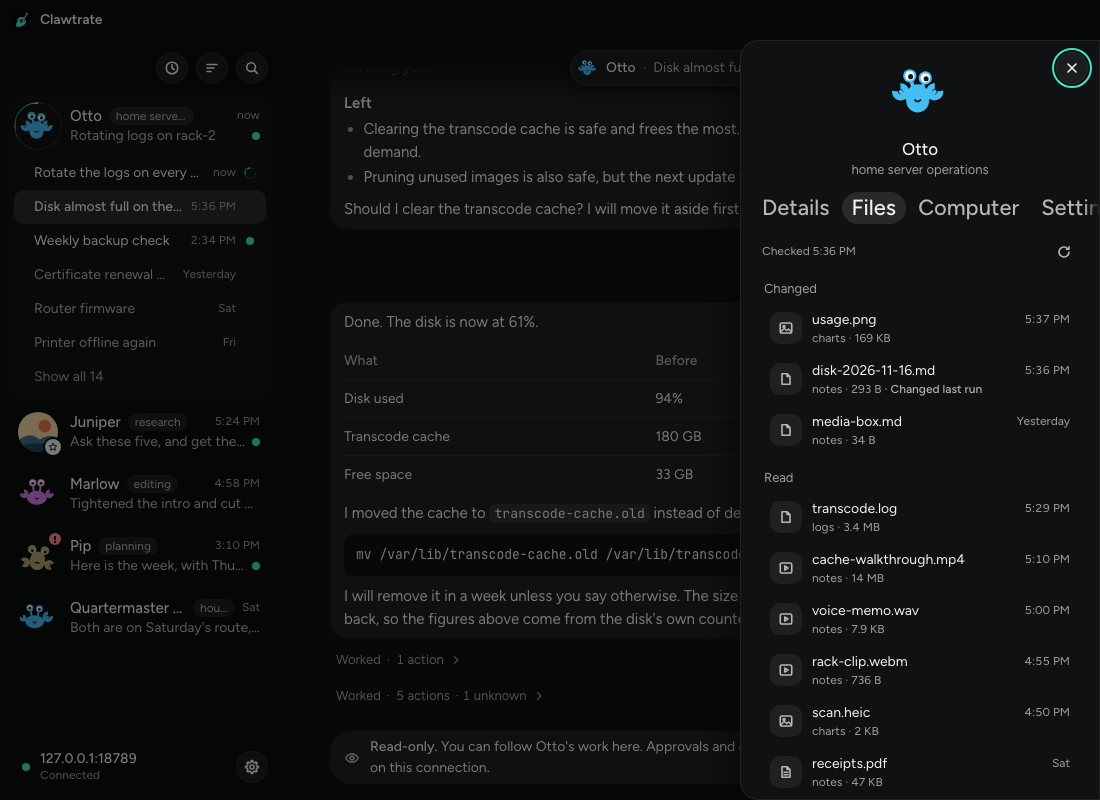 Clawtrate
Otto home serve... now
Rotating logs on rack-2
Rotate the logs on every ... now
Disk almost full on the... 5:36 PM
Weekly backup check 2:34 PM
Certificate renewal ... Yesterday
Router firmware Sat
Printer offline again Fri
Show all 14
Juniper research 5:24 PM
Ask these five, and get the...
Marlow editing 4:58 PM
Tightened the intro and cut ...
Pip planning 3:10 PM
Here is the week, with Thu...
Quartermaster ... hou... Sat
Both are on Saturday's route,...
127.0.0.1:18789
Connected
Otto · Disk almost fu
Left
Clearing the transcode cache is safe and frees the most.
demand.
Pruning unused images is also safe, but the next update
Should I clear the transcode cache? I will move it aside first
Done. The disk is now at 61%.
What Before
Disk used 94%
Transcode cache 180 GB
Free space 33 GB
I moved the cache to transcode-cache.old instead of de
mv /var/lib/transcode-cache.old /var/lib/transcod
I will remove it in a week unless you say otherwise. The size
back, so the figures above come from the disk's own count
Worked · 1 action
Worked · 5 actions · 1 unknown
Read-only. You can follow Otto's work here. Approvals and
on this connection.
Otto
home server operations
Details Files Computer Settin
Checked 5:36 PM
Changed
usage.png 5:37 PM
charts · 169 KB
disk-2026-11-16.md 5:36 PM
notes · 293 B · Changed last run
media-box.md Yesterday
notes · 34 B
Read
transcode.log 5:29 PM
logs · 3.4 MB
cache-walkthrough.mp4 5:10 PM
notes · 14 MB
voice-memo.wav 5:00 PM
notes · 7.9 KB
rack-clip.webm 4:55 PM
notes · 736 B
scan.heic 4:50 PM
charts · 2 KB
receipts.pdf Sat
notes · 47 KB